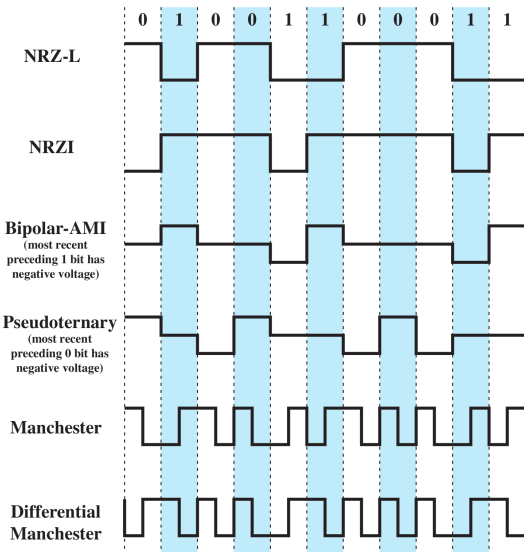 0 1 0 0 1 1 0 0 0 1 1
NRZ-L
NRZI
Bipolar-AMI
(most recent
preceding 1 bit has
negative voltage)
Pseudoternary
(most recent
preceding 0 bit has
negative voltage)
Manchester
Differential
Manchester